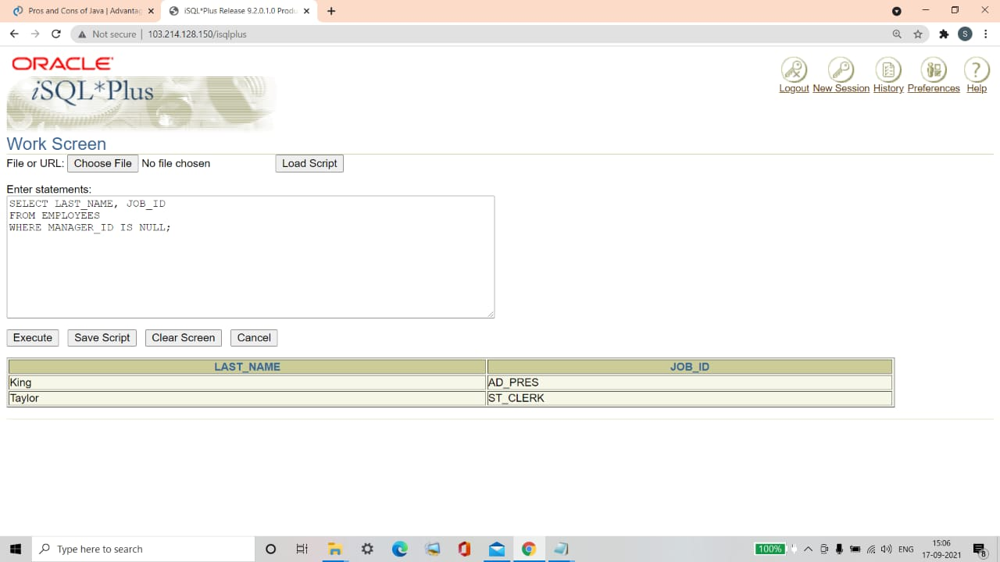 Pros and Cons of Java | Advantag
iSQL*Plus Release 9.2.0.1.0 Produ
Not secure | 103.214.128.150/isqlplus
S
ORACLE
iSQL*Plus
Logout New Session History Preferences Help
Work Screen
File or URL: Choose File No file chosen Load Script
Enter statements:
SELECT LAST_NAME, JOB_ID
FROM EMPLOYEES
WHERE MANAGER_ID IS NULL;
Execute Save Script Clear Screen Cancel
LAST_NAME JOB_ID
King AD_PRES
Taylor ST_CLERK
Type here to search
100%
ENG
15:06
17-09-2021
8